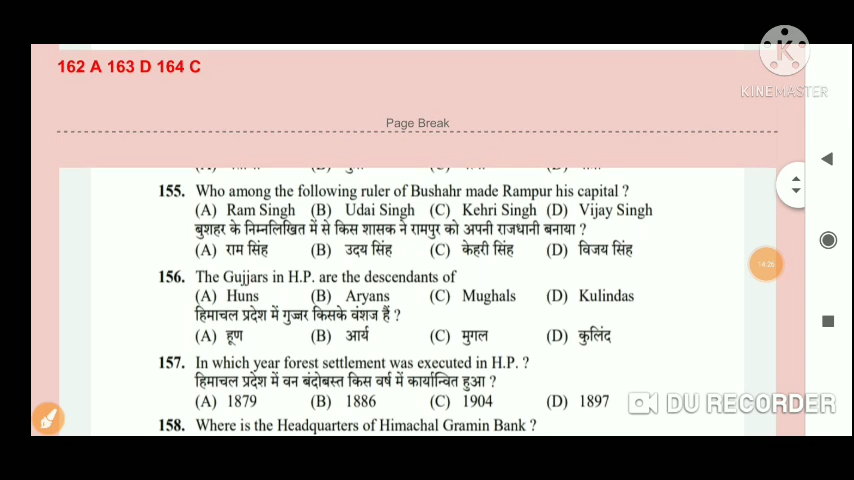 162 A 163 D 164 C
KINEMASTER
Page Break
155. Who among the following ruler of Bushahr made Rampur his capital ?
(A) Ram Singh (B) Udai Singh (C) Kehri Singh (D) Vijay Singh
बुशहर के निम्नलिखित में से किस शासक ने रामपुर को अपनी राजधानी बनाया ?
(A) राम सिंह (B) उदय सिंह (C) केहरी सिंह (D) विजय सिंह
156. The Gujjars in H.P. are the descendants of
(A) Huns (B) Aryans (C) Mughals (D) Kulindas
हिमाचल प्रदेश में गुज्जर किसके वंशज हैं ?
(A) हूण (B) आर्य (C) मुगल (D) कुलिंद
14:26
157. In which year forest settlement was executed in H.P. ?
हिमाचल प्रदेश में वन बंदोबस्त किस वर्ष में कार्यान्वित हुआ ?
(A) 1879 (B) 1886 (C) 1904 (D) 1897
DU RECORDER
158. Where is the Headquarters of Himachal Gramin Bank ?